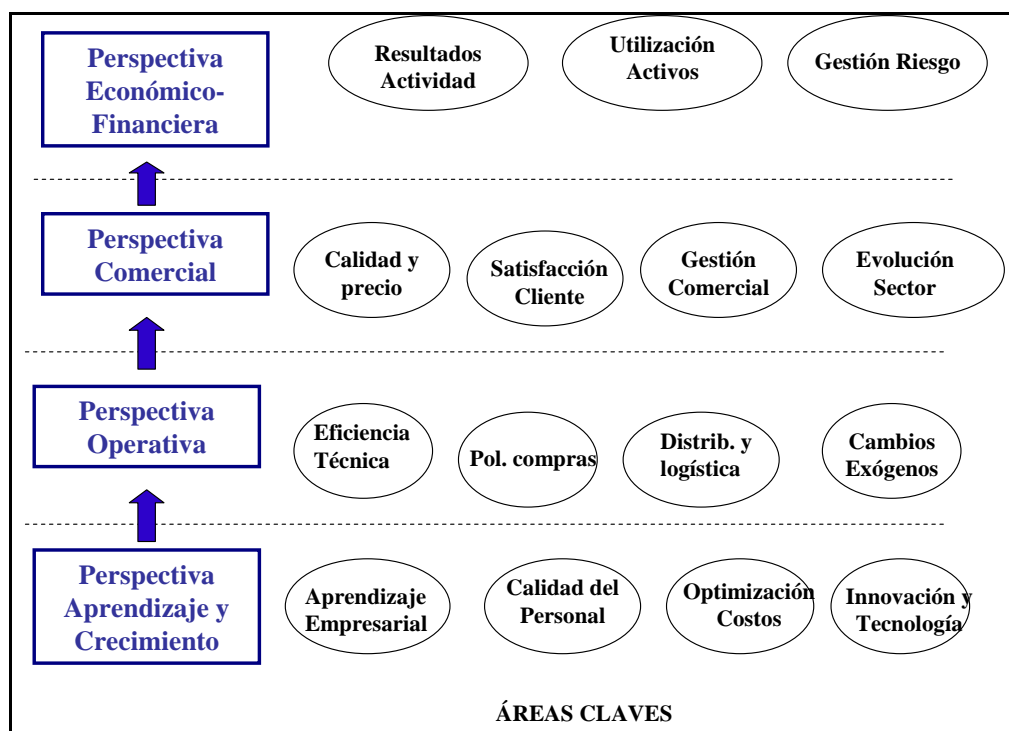 Perspectiva
Económico-
Financiera
Resultados
Actividad
Utilización
Activos
Gestión Riesgo
Perspectiva
Comercial
Calidad y
precio
Satisfacción
Cliente
Gestión
Comercial
Evolución
Sector
Perspectiva
Operativa
Eficiencia
Técnica
Pol. compras
Distrib. y
logística
Cambios
Exógenos
Perspectiva
Aprendizaje y
Crecimiento
Aprendizaje
Empresarial
Calidad del
Personal
Optimización
Costos
Innovación y
Tecnología
ÁREAS CLAVES